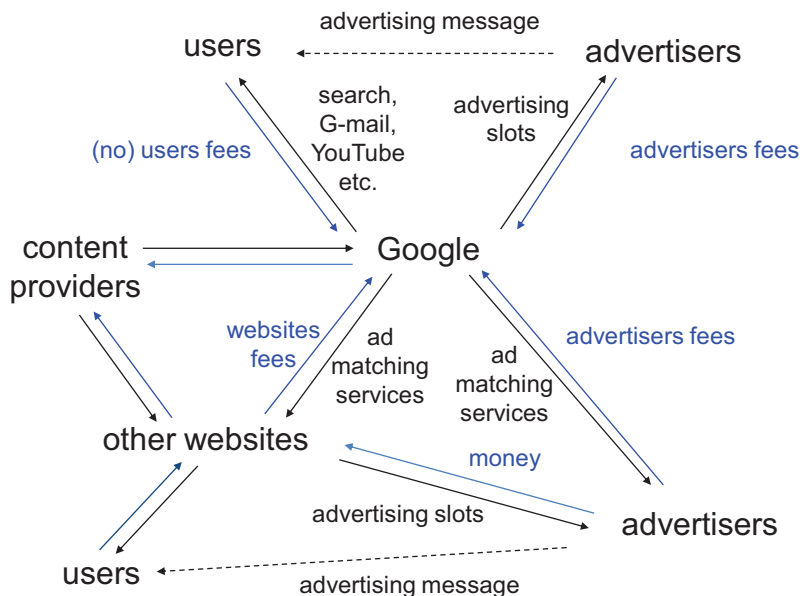 advertising message
users
advertisers
search,
G-mail,
YouTube
etc.
advertising
slots
(no) users fees
advertisers fees
content
providers
Google
websites
fees
ad
matching
services
ad
matching
services
advertisers fees
other websites
money
advertising slots
advertisers
users
advertising message